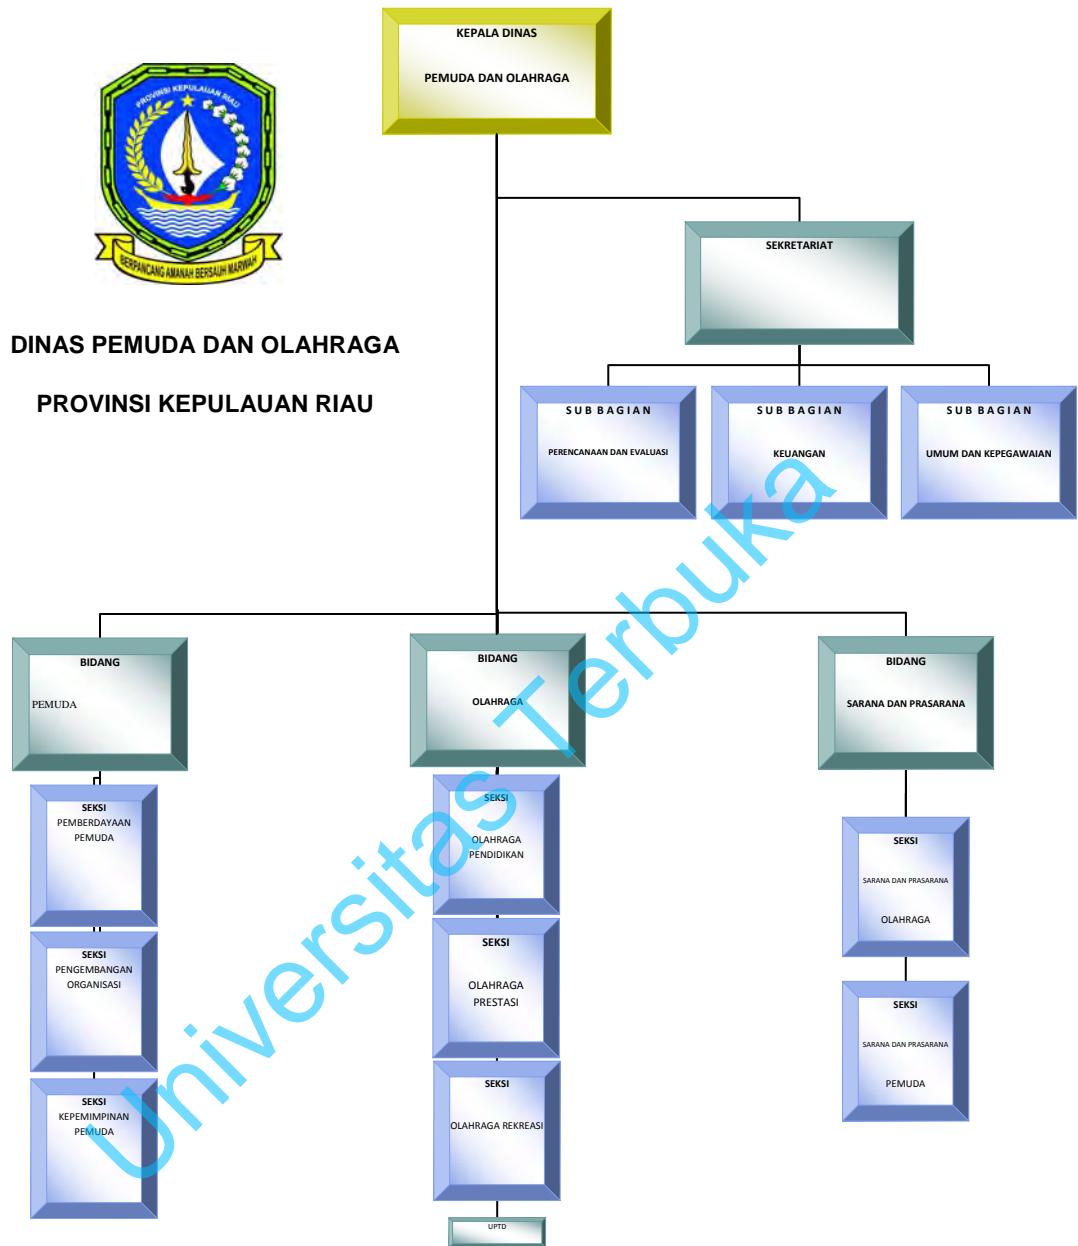 KEPALA DINAS
PEMUDA DAN OLAHRAGA
PROVINSI KEPULAUAN RIAU
BERPANCANG AMANAH BERSAUH MARWAH
DINAS PEMUDA DAN OLAHRAGA
PROVINSI KEPULAUAN RIAU
SEKRETARIAT
SUB BAGIAN
PERENCANAAN DAN EVALUASI
SUB BAGIAN
KEUANGAN
SUB BAGIAN
UMUM DAN KEPEGAWAIAN
BIDANG
PEMUDA
SEKSI
PEMBERDAYAAN
PEMUDA
SEKSI
PENGEMBANGAN
ORGANISASI
SEKSI
KEPEMIMPINAN
PEMUDA
BIDANG
OLAHRAGA
SEKSI
OLAHRAGA
PENDIDIKAN
SEKSI
OLAHRAGA
PRESTASI
SEKSI
OLAHRAGA REKREASI
UPTD
BIDANG
SARANA DAN PRASARANA
SEKSI
SARANA DAN PRASARANA
OLAHRAGA
SEKSI
SARANA DAN PRASARANA
PEMUDA
Universitas Terbuka